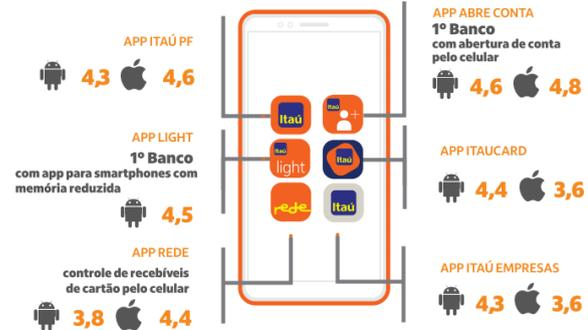 APP ITAÚ PF
4,3 4,6
APP LIGHT
1º Banco
com app para smartphones com
memória reduzida
4,5
APP REDE
controle de recebíveis
de cartão pelo celular
3,8 4,4
Itaú
Itaú
Itaú
light
Itaú
rede
Itaú
APP ABRE CONTA
1º Banco
com abertura de conta
pelo celular
4,6 4,8
APP ITAUCARD
4,4 3,6
APP ITAÚ EMPRESAS
4,3 3,6